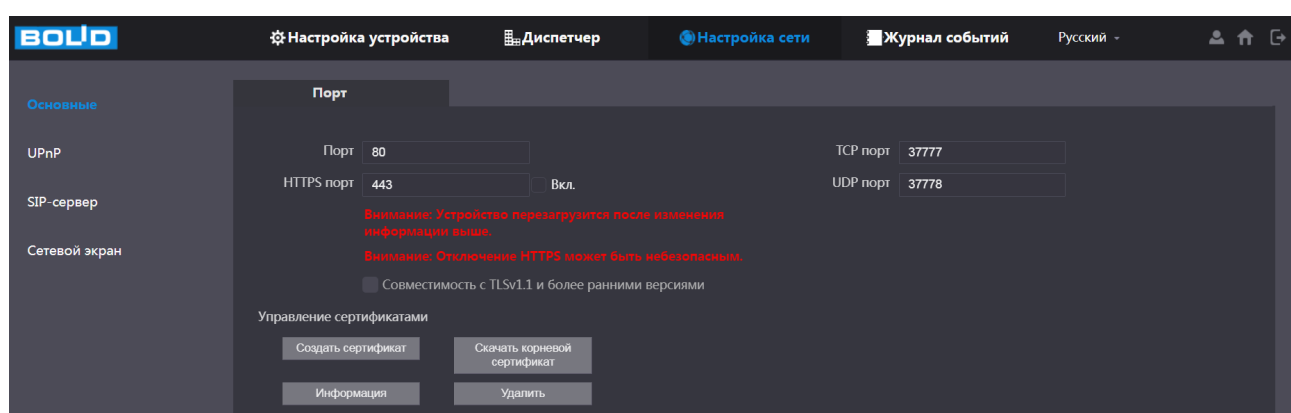 BOLID
Настройка устройства
Диспетчер
Настройка сети
Журнал событий
Русский
Основные
UPnP
SIP-сервер
Сетевой экран
Порт
Порт 80
TCP порт 37777
HTTPS порт 443 Вкл.
UDP порт 37778
Внимание: Устройство перезагрузится после изменения
информации выше.
Внимание: Отключение HTTPS может быть небезопасным.
Совместимость с TLSv1.1 и более ранними версиями
Управление сертификатами
Создать сертификат
Скачать корневой
сертификат
Информация
Удалить